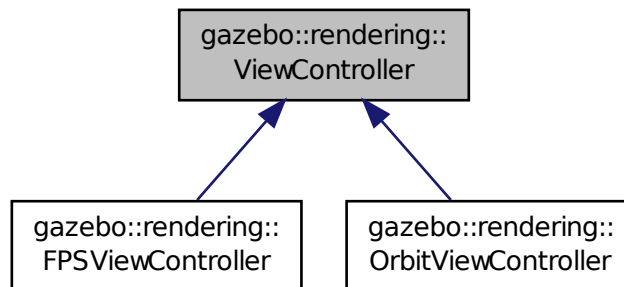 gazebo::rendering::
ViewController
gazebo::rendering::
FPSViewController
gazebo::rendering::
OrbitViewController